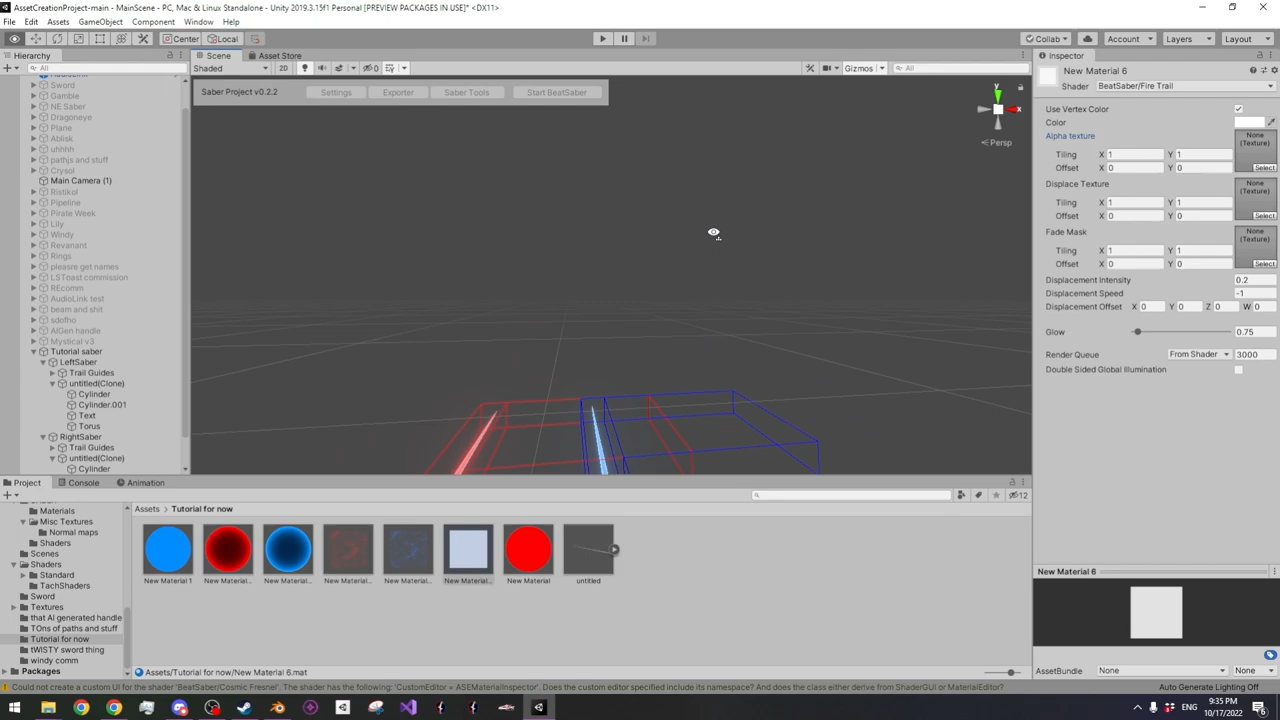 AssetCreationProject-main - MainScene - PC, Mac & Linux Standalone - Unity 2019.3.15f1 Personal [PREVIEW PACKAGES IN USE]* <DX11>
File Edit Assets GameObject Component Window Help
Center Local Collab Account Layers Layout
Hierarchy
All
AudioLink
Sword
Gamble
NE Saber
Dragoneye
Plane
Ablisk
uhhhh
pathjs and stuff
Crysol
Main Camera (1)
Ristikol
Pipeline
Pirate Week
Lily
Windy
Revanant
Rings
pleasre get names
LSToast commission
REcomm
AudioLink test
beam and shit
sdofho
AIGen handle
Mystical v3
Tutorial saber
LeftSaber
Trail Guides
untitled(Clone)
Cylinder
Cylinder.001
Text
Torus
RightSaber
Trail Guides
untitled(Clone)
Cylinder
Scene Asset Store
Shaded 2D 0 Gizmos All
Saber Project v0.2.2 Settings Exporter Saber Tools Start BeatSaber
y
x
Persp
Inspector
New Material 6
Shader BeatSaber/Fire Trail
Use Vertex Color
Color
Alpha texture None (Texture)
Tiling X 1 Y 1
Offset X 0 Y 0 Select
Displace Texture None (Texture)
Tiling X 1 Y 1
Offset X 0 Y 0 Select
Fade Mask None (Texture)
Tiling X 1 Y 1
Offset X 0 Y 0 Select
Displacement Intensity 0.2
Displacement Speed -1
Displacement Offset X 0 Y 0 Z 0 W 0
Glow 0.75
Render Queue From Shader 3000
Double Sided Global Illumination
Project Console Animation
12
Materials
Misc Textures
Normal maps
Shaders
Scenes
Shaders
Standard
TachShaders
Sword
Textures
that AI generated handle
TOns of paths and stuff
Tutorial for now
tWISTY sword thing
windy comm
Packages
Assets > Tutorial for now
New Material 1 New Material... New Material... New Material... New Material... New Material... New Material untitled
Assets/Tutorial for now/New Material 6.mat
New Material 6
AssetBundle None None
Could not create a custom UI for the shader 'BeatSaber/Cosmic Fresnel'. The shader has the following: 'CustomEditor = ASEMaterialInspector'. Does the custom editor specified include its namespace? And does the class either derive from ShaderGUI or MaterialEditor?
Auto Generate Lighting Off
9:35 PM
10/17/2022